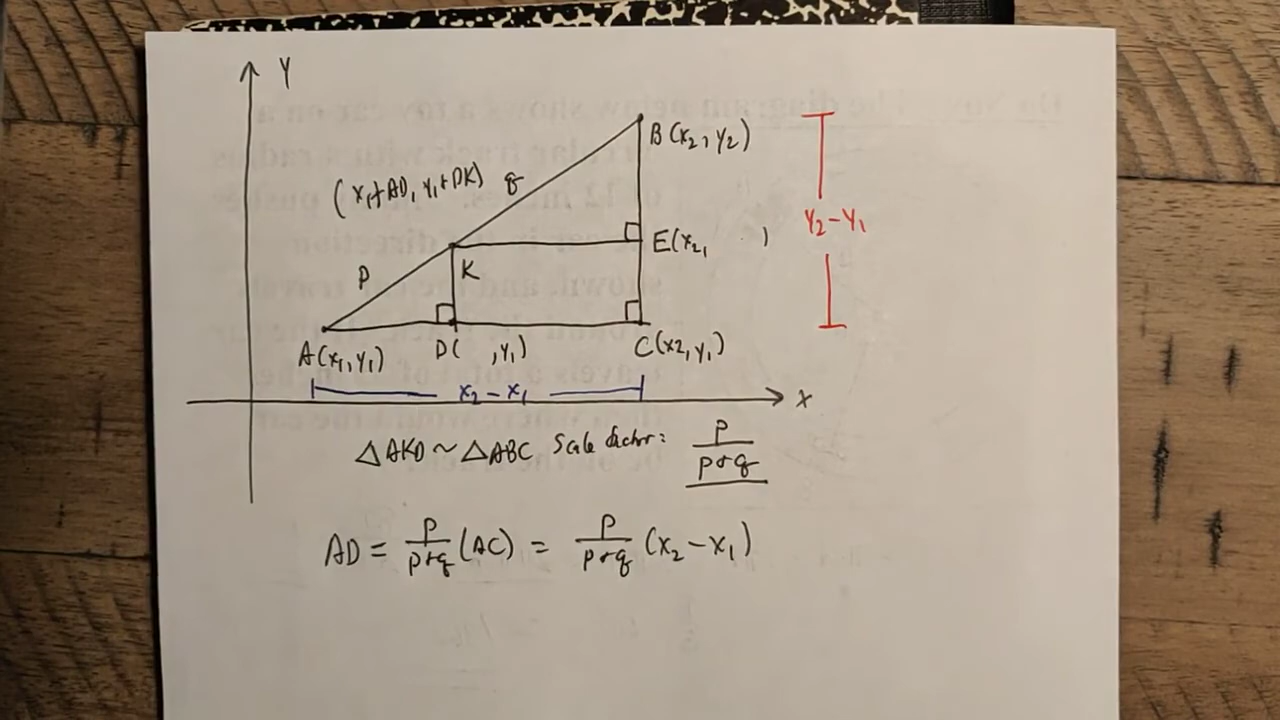 Y
B(x₂, y₂)
(x₁+AD, y₁+DK) q
y₂-y₁
E(x₂, )
P
K
A(x₁, y₁)
D( , y₁)
C(x2, y₁)
x₂ - x₁
x
△AKD ~ △ABC Scale factor: P/p+q
AD = P/p+q (AC) = P/p+q (x₂-x₁)